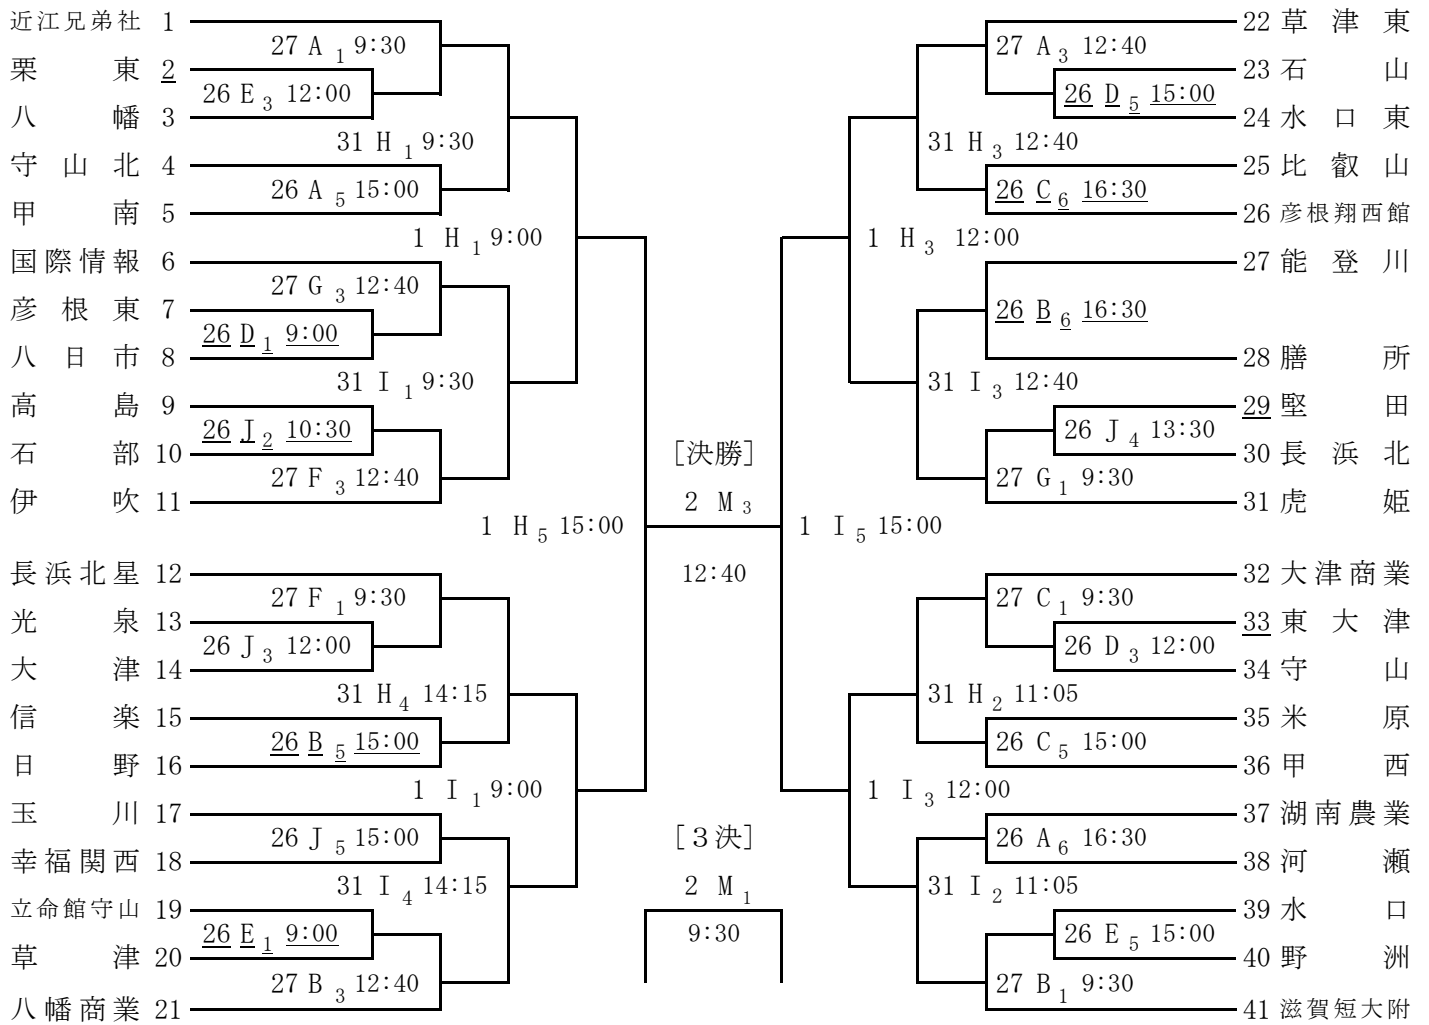 近江兄弟社 1
27 A 1 9:30
栗東 2
26 E 3 12:00
八幡 3
31 H 1 9:30
守山北 4
26 A 5 15:00
甲南 5
1 H 1 9:00
国際情報 6
27 G 3 12:40
彦根東 7
26 D 1 9:00
八日市 8
31 I 1 9:30
高島 9
26 J 2 10:30
石部 10
27 F 3 12:40
伊吹 11
1 H 5 15:00
長浜北星 12
27 F 1 9:30
光泉 13
26 J 3 12:00
大津 14
31 H 4 14:15
信楽 15
26 B 5 15:00
日野 16
1 I 1 9:00
玉川 17
26 J 5 15:00
幸福関西 18
31 I 4 14:15
立命館守山 19
26 E 1 9:00
草津 20
27 B 3 12:40
八幡商業 21
[決勝]
2 M 3
12:40
[3決]
2 M 1
9:30
22 草津東
27 A 3 12:40
23 石山
26 D 5 15:00
24 水口東
31 H 3 12:40
25 比叡山
26 C 6 16:30
26 彦根翔西館
1 H 3 12:00
27 能登川
26 B 6 16:30
28 膳所
31 I 3 12:40
29 堅田
26 J 4 13:30
30 長浜北
27 G 1 9:30
31 虎姫
1 I 5 15:00
32 大津商業
27 C 1 9:30
33 東大津
26 D 3 12:00
34 守山
31 H 2 11:05
35 米原
26 C 5 15:00
36 甲西
1 I 3 12:00
37 湖南農業
26 A 6 16:30
38 河瀬
31 I 2 11:05
39 水口
26 E 5 15:00
40 野洲
27 B 1 9:30
41 滋賀短大附